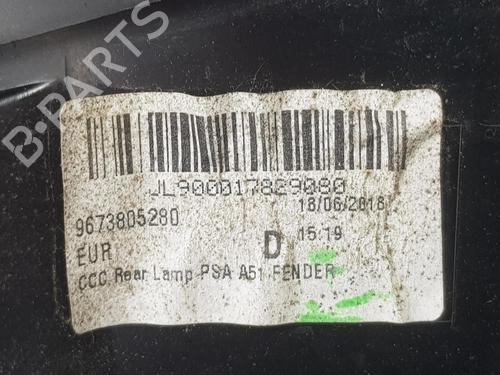 B-PARTS
JL900017829080
18/06/2018
9673805280
D
15:19
EUR
CCC Rear Lamp PSA A51 FENDER